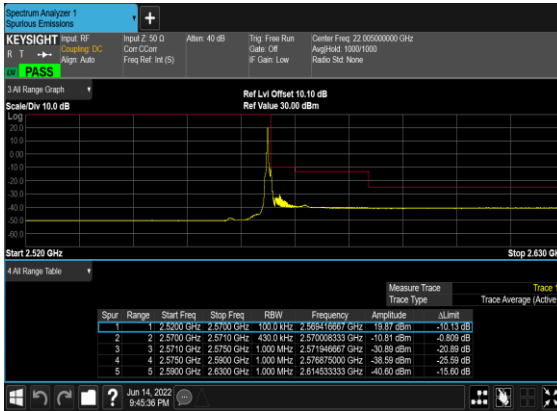 Spectrum Analyzer 1
Spurious Emissions
KEYSIGHT
R T
LXI PASS
Input: RF
Coupling: DC
Align: Auto
Input Z: 50 Ω
Corr CCorr
Freq Ref: Int (S)
Atten: 40 dB
Trig: Free Run
Gate: Off
IF Gain: Low
Center Freq: 22.005000000 GHz
Avg|Hold: 1000/1000
Radio Std: None
3 All Range Graph
Scale/Div 10.0 dB
Ref Lvl Offset 10.10 dB
Ref Value 30.00 dBm
Log
20.0
10.0
0.00
-10.0
-20.0
-30.0
-40.0
-50.0
-60.0
Start 2.520 GHz
Stop 2.630 GH
4 All Range Table
Measure Trace Trace 1
Trace Type Trace Average (Active
Spur Range Start Freq Stop Freq RBW Frequency Amplitude ΔLimit
1 1 2.5200 GHz 2.5700 GHz 100.0 kHz 2.569416667 GHz 19.87 dBm -10.13 dB
2 2 2.5700 GHz 2.5710 GHz 430.0 kHz 2.570008333 GHz -10.81 dBm -0.809 dB
3 3 2.5710 GHz 2.5750 GHz 1.000 MHz 2.571946667 GHz -30.89 dBm -20.89 dB
4 4 2.5750 GHz 2.5900 GHz 1.000 MHz 2.576875000 GHz -38.59 dBm -25.59 dB
5 5 2.5900 GHz 2.6300 GHz 1.000 MHz 2.614533333 GHz -40.60 dBm -15.60 dB
?
Jun 14, 2022
9:45:36 PM